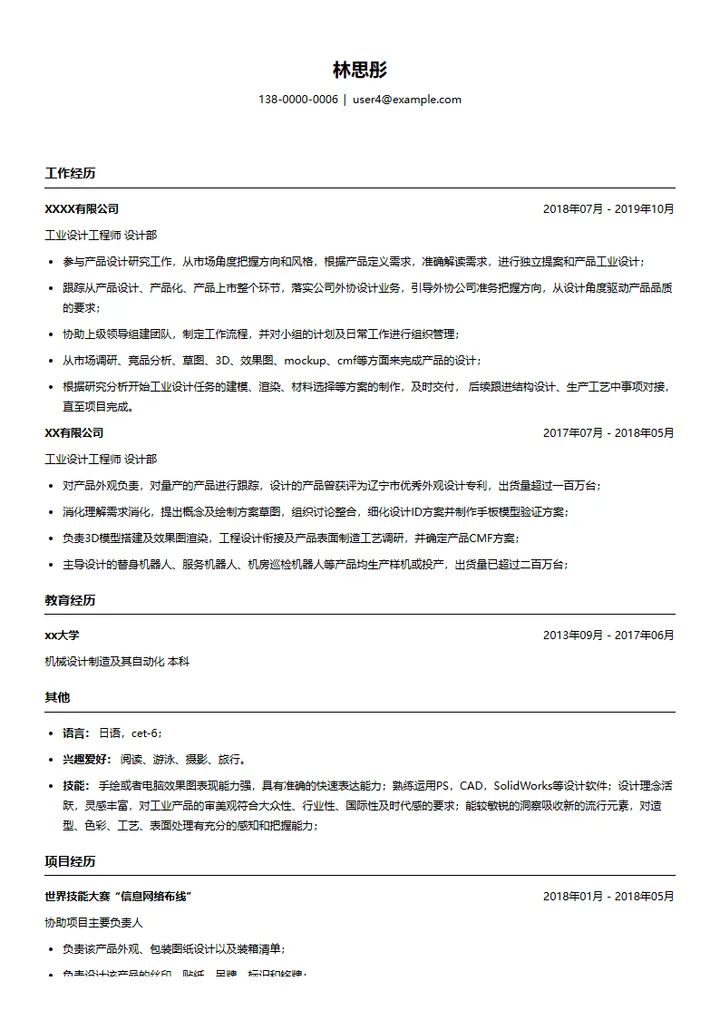 林思彤
138-0000-0006 | user4@example.com
工作经历
XXXX有限公司 2018年07月 - 2019年10月
工业设计工程师 设计部
• 参与产品设计研究工作，从市场角度把握方向和风格，根据产品定义需求，准确解读需求，进行独立提案和产品工业设计；
• 跟踪从产品设计、产品化、产品上市整个环节，落实公司外协设计业务，引导外协公司准务把握方向，从设计角度驱动产品品质
的要求；
• 协助上级领导组建团队，制定工作流程，并对小组的计划及日常工作进行组织管理；
• 从市场调研、竞品分析、草图、3D、效果图、mockup、cmf等方面来完成产品的设计；
• 根据研究分析开始工业设计任务的建模、渲染、材料选择等方案的制作，及时交付， 后续跟进结构设计、生产工艺中事项对接，
直至项目完成。
XX有限公司 2017年07月 - 2018年05月
工业设计工程师 设计部
• 对产品外观负责，对量产的产品进行跟踪，设计的产品曾获评为辽宁市优秀外观设计专利，出货量超过一百万台；
• 消化理解需求消化，提出概念及绘制方案草图，组织讨论整合，细化设计ID方案并制作手板模型验证方案；
• 负责3D模型搭建及效果图渲染，工程设计衔接及产品表面制造工艺调研，并确定产品CMF方案；
• 主导设计的替身机器人、服务机器人、机房巡检机器人等产品均生产样机或投产，出货量已超过二百万台；
教育经历
xx大学 2013年09月 - 2017年06月
机械设计制造及其自动化 本科
其他
• 语言： 日语，cet-6；
• 兴趣爱好： 阅读、游泳、摄影、旅行。
• 技能： 手绘或者电脑效果图表现能力强，具有准确的快速表达能力；熟练运用PS，CAD，SolidWorks等设计软件；设计理念活
跃，灵感丰富，对工业产品的审美观符合大众性、行业性、国际性及时代感的要求；能较敏锐的洞察吸收新的流行元素，对造
型、色彩、工艺、表面处理有充分的感知和把握能力；
项目经历
世界技能大赛“信息网络布线” 2018年01月 - 2018年05月
协助项目主要负责人
• 负责该产品外观、包装图纸设计以及装箱清单；
• 负责设计该产品的丝印、贴纸、吊牌、标识和铭牌；